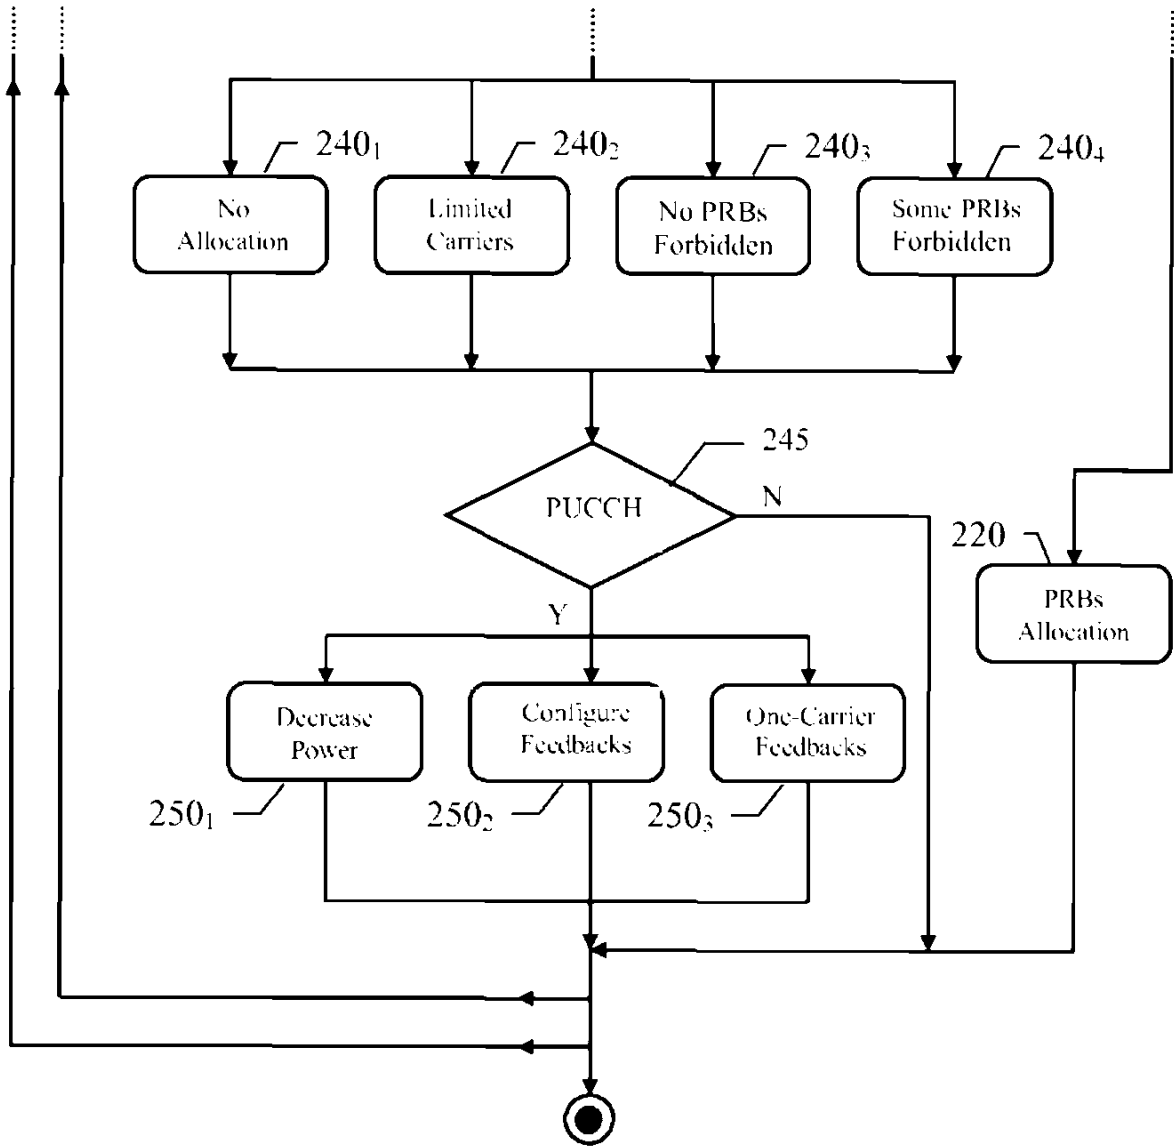 240₁
240₂
240₃
240₄
No
Allocation
Limited
Carriers
No PRBs
Forbidden
Some PRBs
Forbidden
245
PUCCH
N
220
PRBs
Allocation
Y
Decrease
Power
Configure
Feedbacks
One-Carrier
Feedbacks
250₁
250₂
250₃